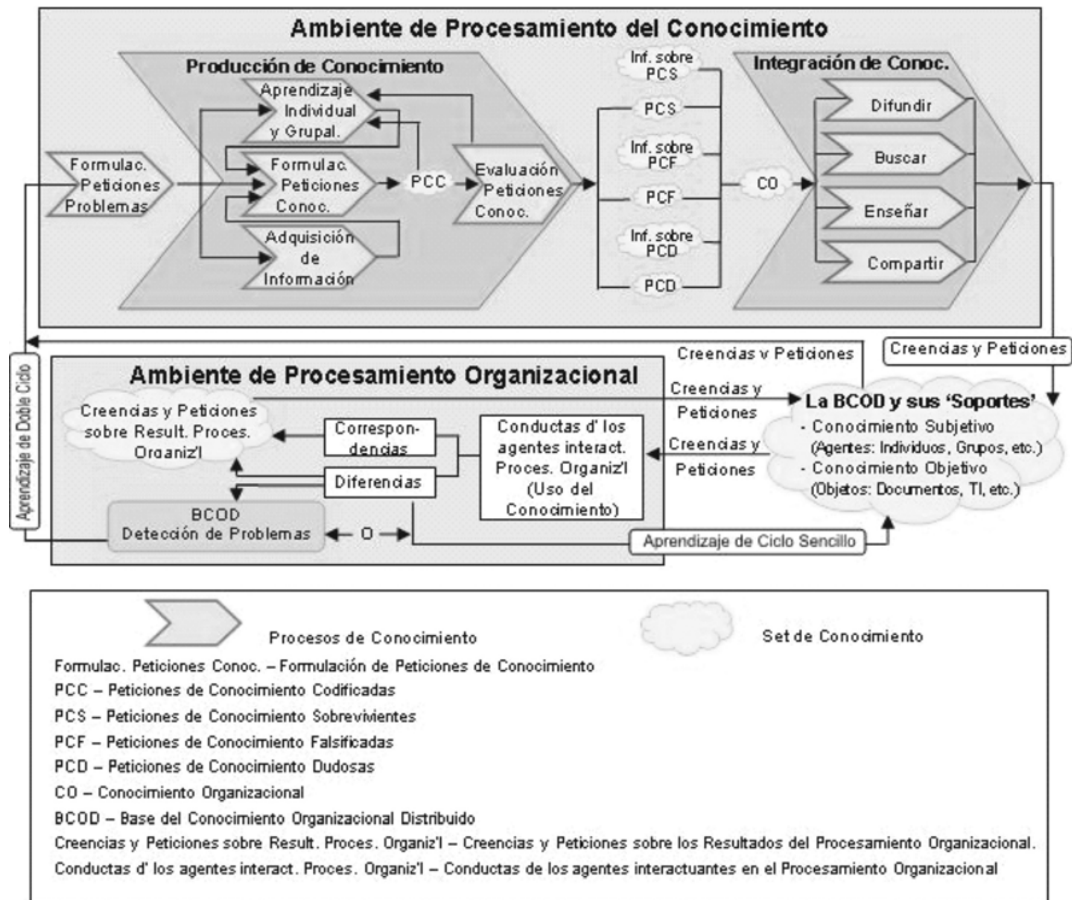 Ambiente de Procesamiento del Conocimiento
Producción de Conocimiento
Aprendizaje
Individual
y Grupal.
Formulac.
Peticiones
Problemas
Formulac.
Peticiones
Conoc.
Adquisición
de
Información
PCC
Evaluación
Peticiones
Conoc.
Inf. sobre
PCS
PCS
Inf. sobre
PCF
PCF
Inf. sobre
PCD
PCD
CO
Integración de Conoc.
Difundir
Buscar
Enseñar
Compartir
Aprendizaje de Doble Ciclo
Creencias y Peticiones
Creencias v Peticiones
Ambiente de Procesamiento Organizacional
Creencias y Peticiones
sobre Result. Proces.
Organiz'l
Correspon-
dencias
Diferencias
Conductas d' los
agentes interact.
Proces. Organiz'l
(Uso del
Conocimiento)
BCOD
Detección de Problemas
O
Creencias y
Peticiones
Creencias y
Peticiones
La BCOD y sus 'Soportes'
- Conocimiento Subjetivo
(Agentes: Individuos, Grupos, etc.)
- Conocimiento Objetivo
(Objetos: Documentos, TI, etc.)
Aprendizaje de Ciclo Sencillo
Procesos de Conocimiento
Set de Conocimiento
Formulac. Peticiones Conoc. – Formulación de Peticiones de Conocimiento
PCC – Peticiones de Conocimiento Codificadas
PCS – Peticiones de Conocimiento Sobrevivientes
PCF – Peticiones de Conocimiento Falsificadas
PCD – Peticiones de Conocimiento Dudosas
CO – Conocimiento Organizacional
BCOD – Base del Conocimiento Organizacional Distribuido
Creencias y Peticiones sobre Result. Proces. Organiz'l – Creencias y Peticiones sobre los Resultados del Procesamiento Organizacional.
Conductas d' los agentes interact. Proces. Organiz'l – Conductas de los agentes interactuantes en el Procesamiento Organizacional